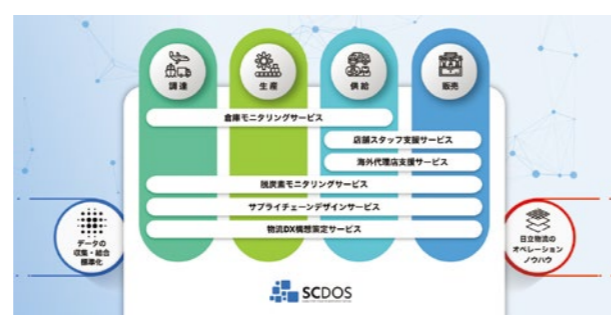 調達
生産
供給
販売
倉庫モニタリングサービス
店舗スタッフ支援サービス
海外代理店支援サービス
脱炭素モニタリングサービス
サプライチェーンデザインサービス
物流DX構想策定サービス
データの
収集・結合
標準化
日立物流の
オペレーション
ノウハウ
SCDOS